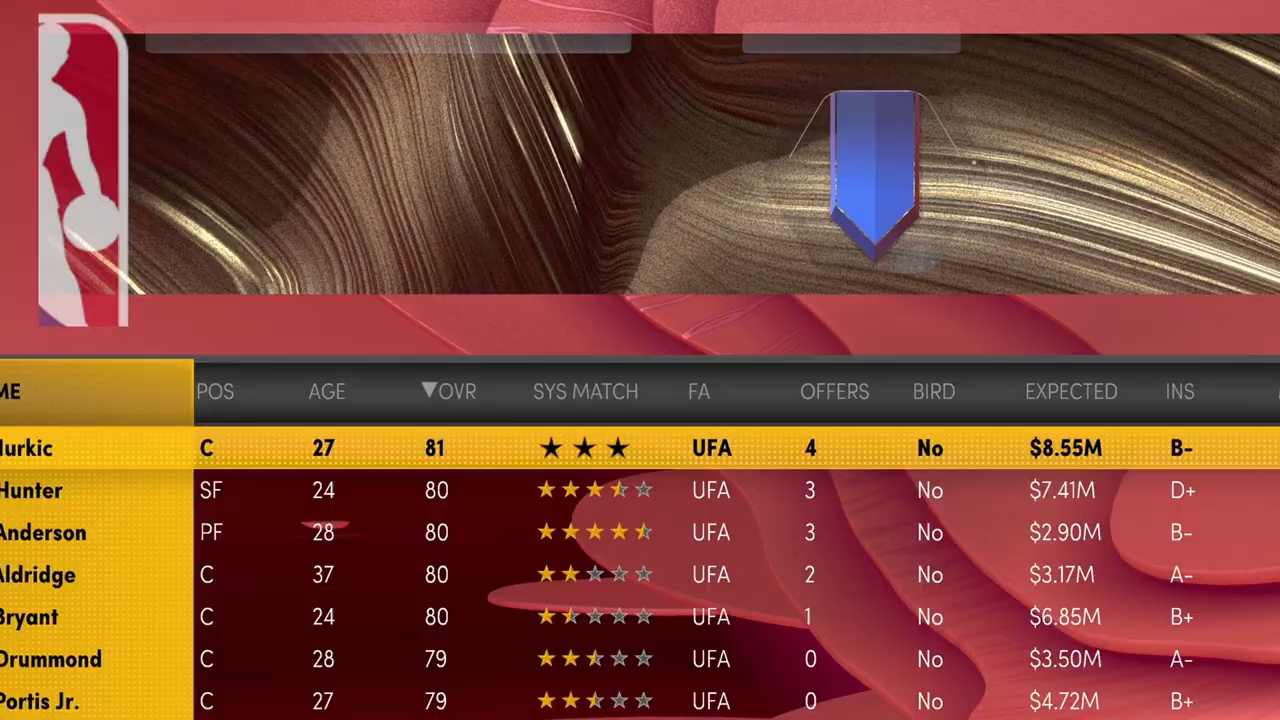 ME POS AGE ▼OVR SYS MATCH FA OFFERS BIRD EXPECTED INS
urkic C 27 81 ★ ★ ★ UFA 4 No $8.55M B-
Hunter SF 24 80 UFA 3 No $7.41M D+
Anderson PF 28 80 UFA 3 No $2.90M B-
Aldridge C 37 80 UFA 2 No $3.17M A-
Bryant C 24 80 UFA 1 No $6.85M B+
Drummond C 28 79 UFA 0 No $3.50M A-
Portis Jr. C 27 79 UFA 0 No $4.72M B+